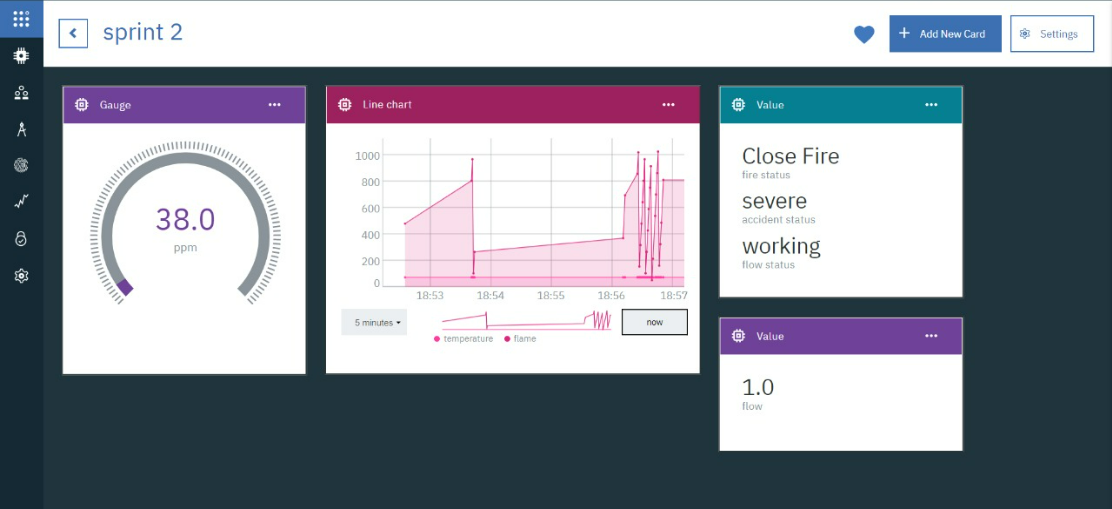 sprint 2
Add New Card
Settings
Gauge
38.0
ppm
Line chart
1000
800
600
400
200
0
18:53 18:54 18:55 18:56 18:57
5 minutes
now
temperature flame
Value
Close Fire
fire status
severe
accident status
working
flow status
Value
1.0
flow